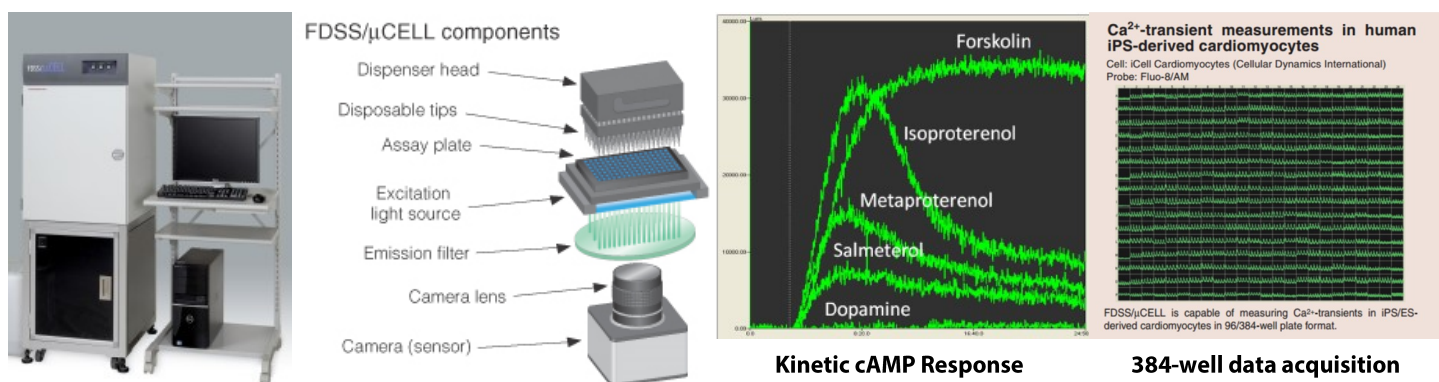 FDSS/μCELL
FDSS/μCELL components
Dispenser head
Disposable tips
Assay plate
Excitation
light source
Emission filter
Camera lens
Camera (sensor)
Forskolin
Isoproterenol
Metaproterenol
Salmeterol
Dopamine
Kinetic cAMP Response
Ca²⁺-transient measurements in human
iPS-derived cardiomyocytes
Cell: iCell Cardiomyocytes (Cellular Dynamics International)
Probe: Fluo-8/AM
FDSS/μCELL is capable of measuring Ca²⁺-transients in iPS/ES-
derived cardiomyocytes in 96/384-well plate format.
384-well data acquisition